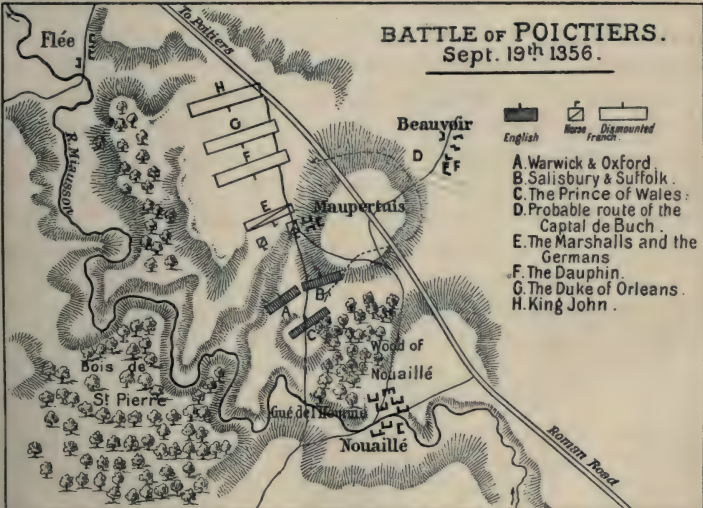 BATTLE OF POICTIERS.
Sept. 19th 1356.
To Poitiers
Flée
R. Miausson
H
G
F
E
Beauvoir
D
Maupertuis
A
B
C
Wood of
Nouaillé
Bois de
St Pierre
Gué de l'Homme
Nouaillé
Roman Road
English
Horse Dismounted
French.
A. Warwick & Oxford.
B. Salisbury & Suffolk.
C. The Prince of Wales.
D. Probable route of the
Captal de Buch.
E. The Marshalls and the
Germans
F. The Dauphin.
G. The Duke of Orleans.
H. King John.